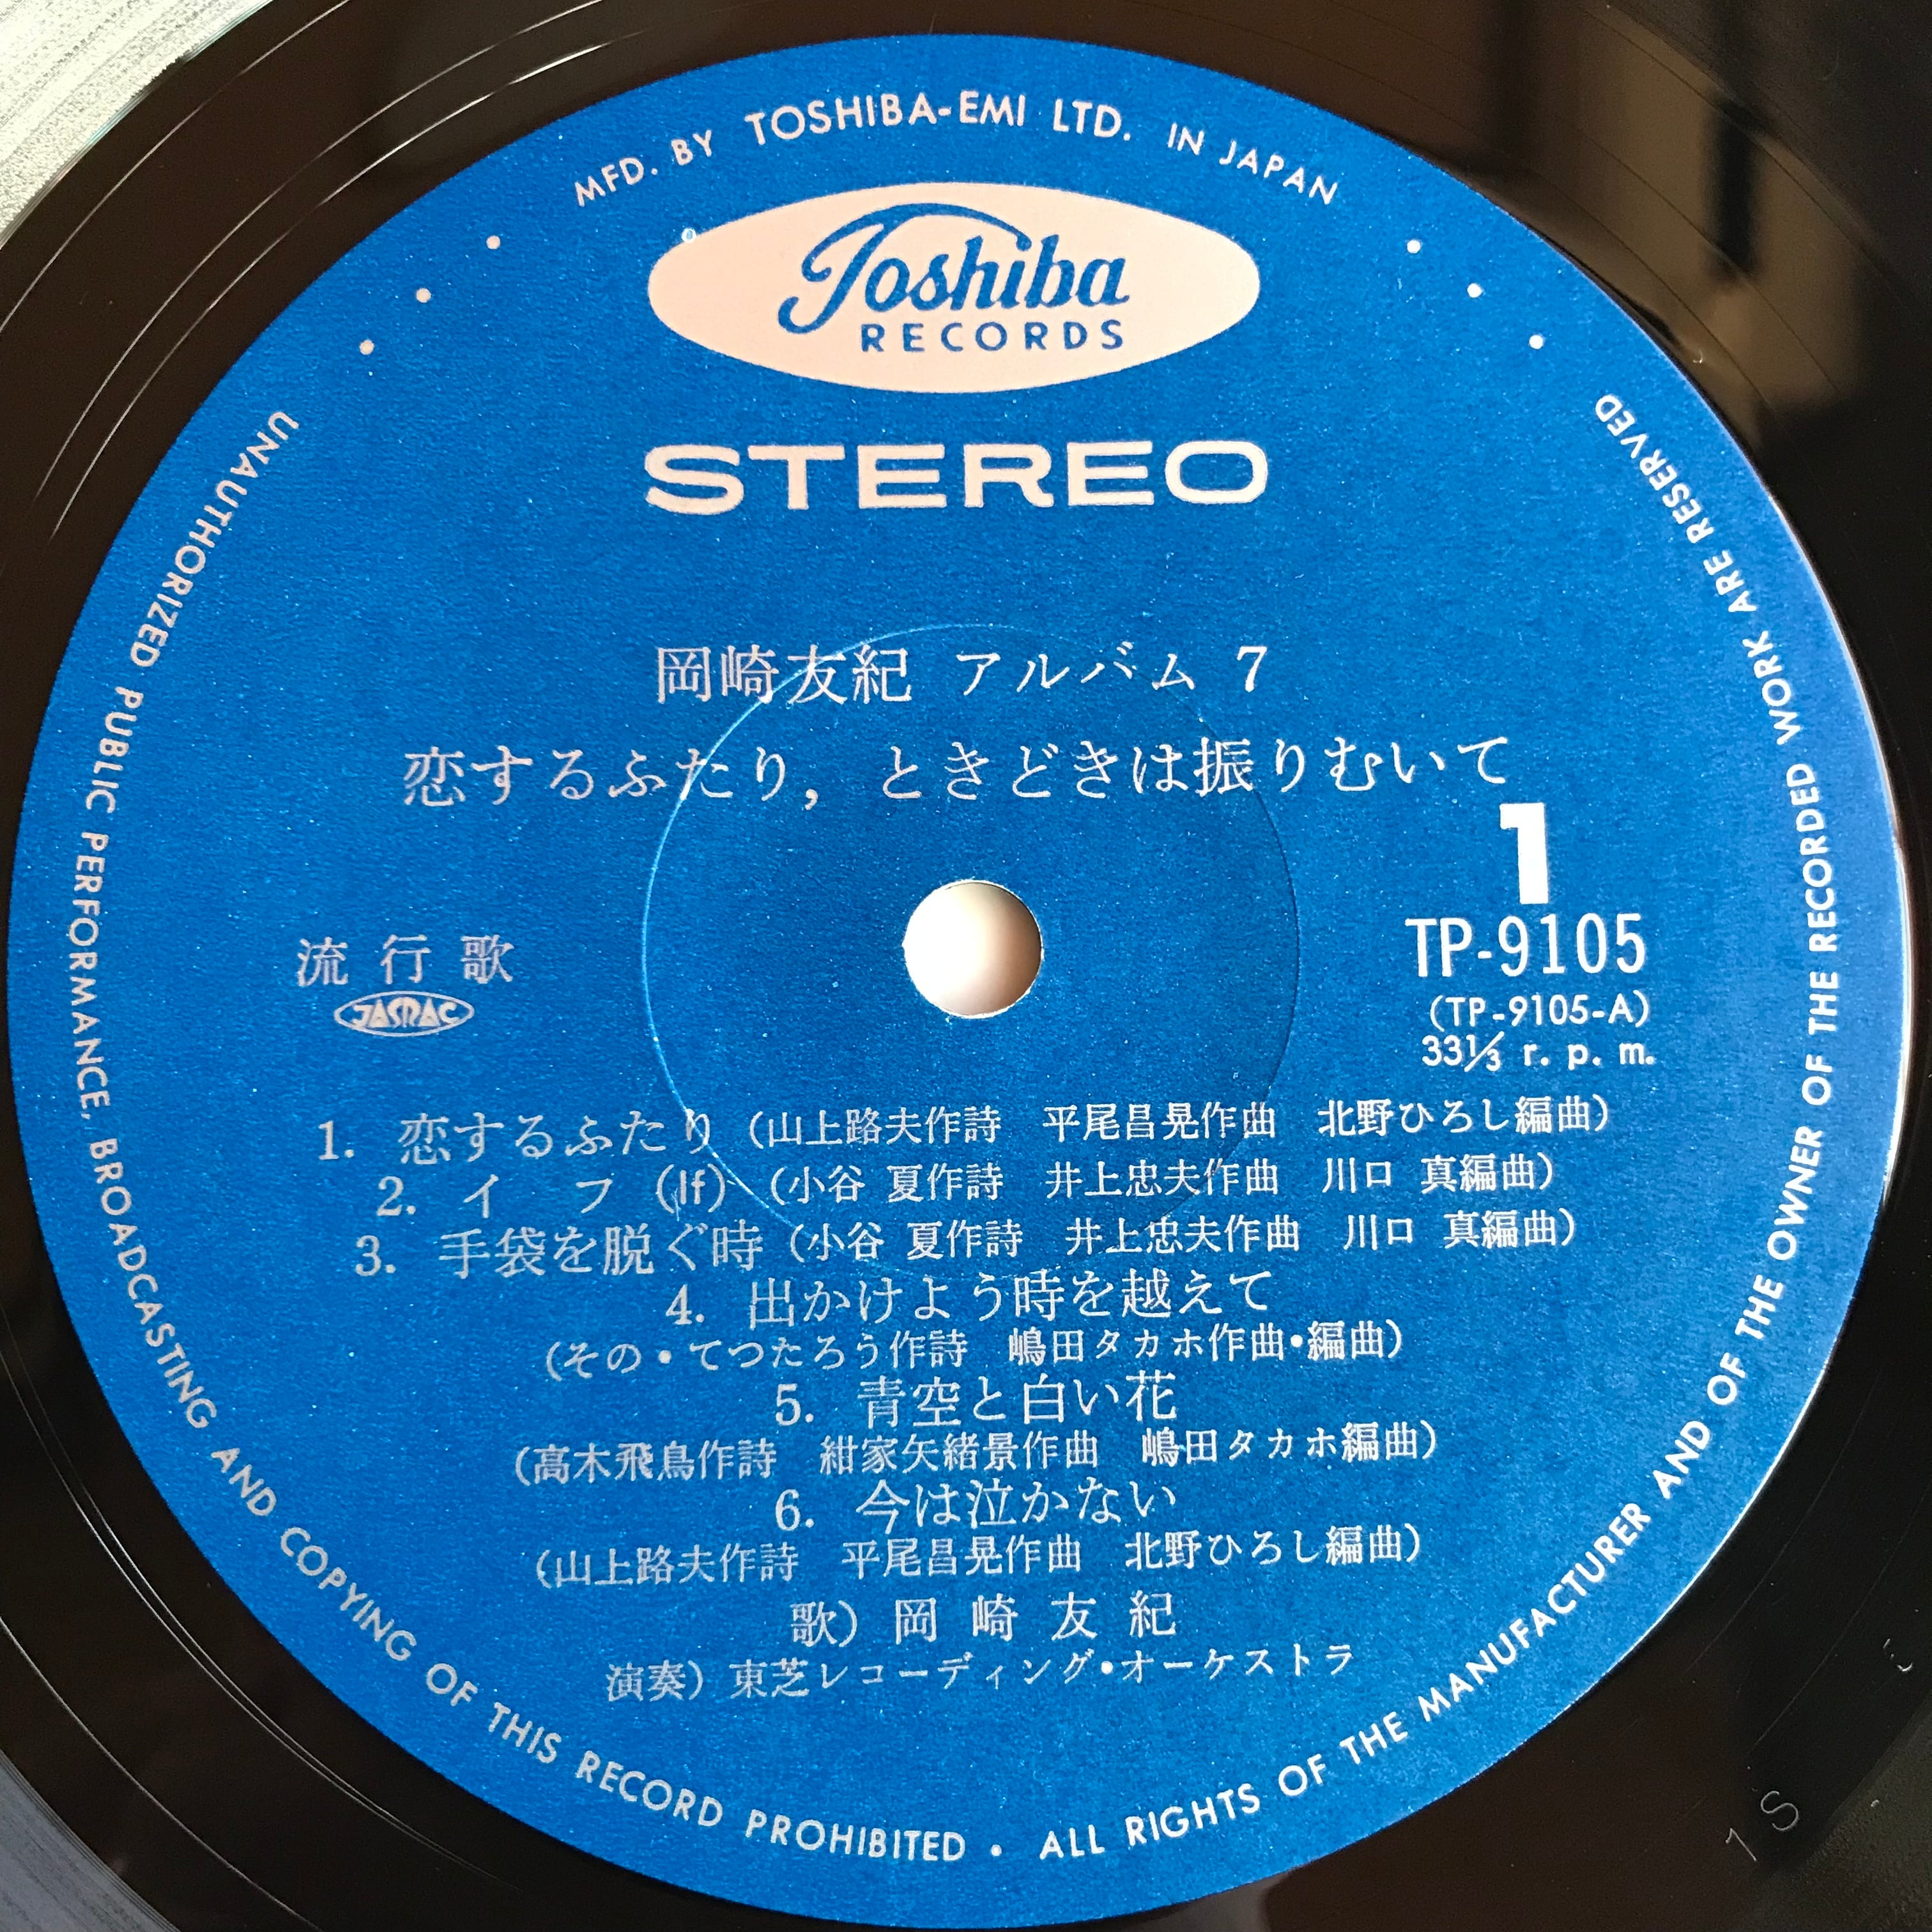 MFD. BY TOSHIBA-EMI LTD. IN JAPAN
Toshiba
RECORDS
STEREO
岡崎友紀 アルバム 7
恋するふたり, ときどきは振りむいて
1
流行歌
JASRAC
TP-9105
(TP-9105-A)
33⅓ r. p. m.
1. 恋するふたり (山上路夫作詩 平尾昌晃作曲 北野ひろし編曲)
2. イ フ (If) (小谷 夏作詩 井上忠夫作曲 川口 真編曲)
3. 手袋を脱ぐ時 (小谷 夏作詩 井上忠夫作曲 川口 真編曲)
4. 出かけよう時を越えて
(その・てつたろう作詩 嶋田タカホ作曲・編曲)
5. 青空と白い花
(高木飛鳥作詩 紺家矢緒景作曲 嶋田タカホ編曲)
6. 今は泣かない
(山上路夫作詩 平尾昌晃作曲 北野ひろし編曲)
歌) 岡崎友紀
演奏) 東芝レコーディング・オーケストラ
UNAUTHORIZED PUBLIC PERFORMANCE, BROADCASTING AND COPYING OF THIS RECORD PROHIBITED • ALL RIGHTS OF THE MANUFACTURER AND OF THE OWNER OF THE RECORDED WORK ARE RESERVED
1S